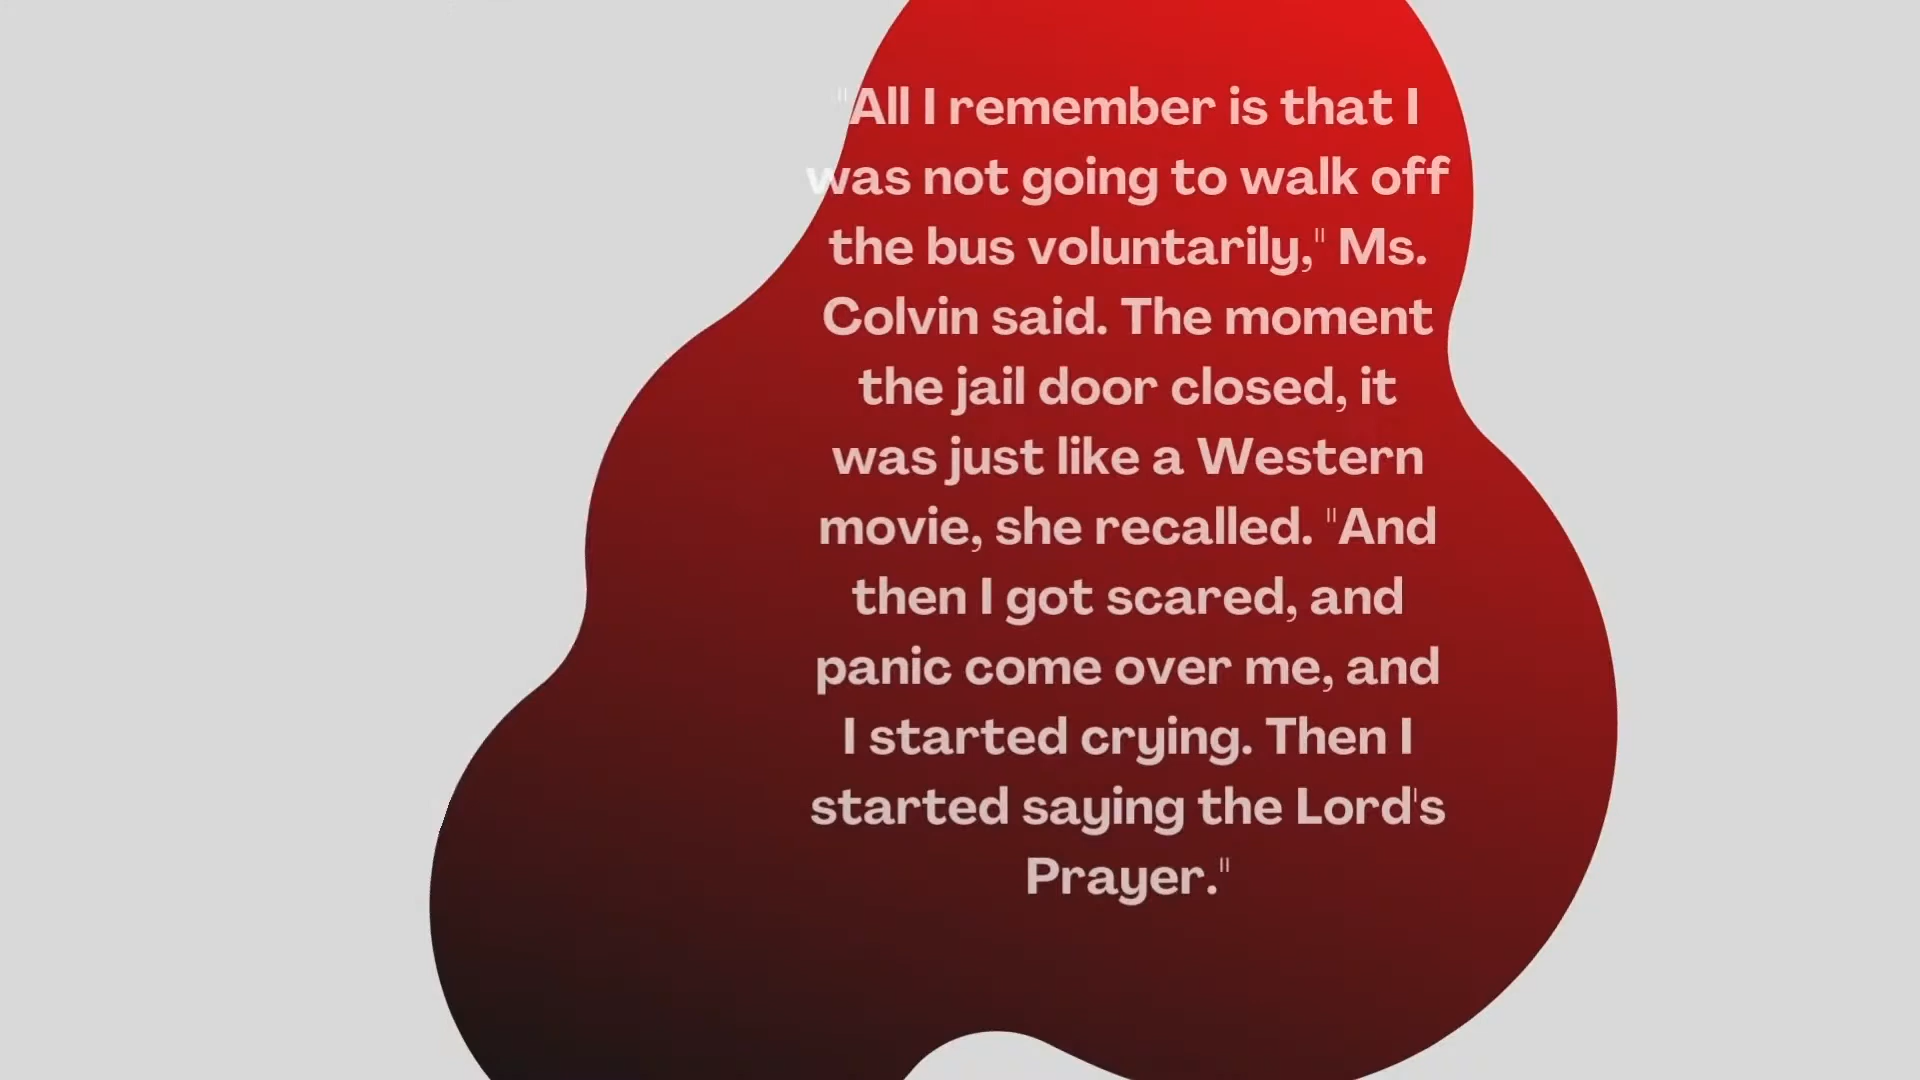 "All I remember is that I
was not going to walk off
the bus voluntarily," Ms.
Colvin said. The moment
the jail door closed, it
was just like a Western
movie, she recalled. "And
then I got scared, and
panic come over me, and
I started crying. Then I
started saying the Lord's
Prayer."